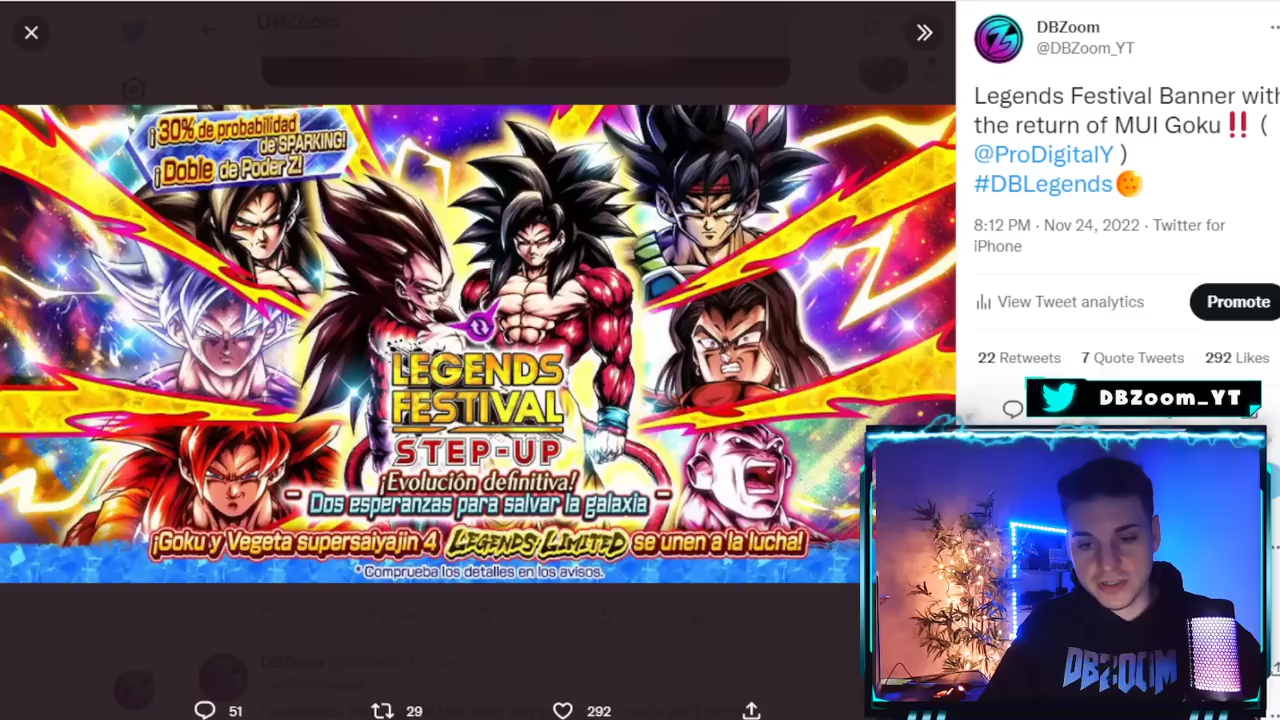 ¡30% de probabilidad
de SPARKING!
¡Doble de Poder Z!
LEGENDS
FESTIVAL
STEP-UP
¡Evolución definitiva!
- Dos esperanzas para salvar la galaxia -
¡Goku y Vegeta supersaiyajin 4 LEGENDS LIMITED se unen a la lucha!
* Comprueba los detalles en los avisos.
51
29
292
DBZoom
DBZoom
@DBZoom_YT
Legends Festival Banner with
the return of MUI Goku‼️ (
@ProDigitalY )
#DBLegends
8:12 PM · Nov 24, 2022 · Twitter for
iPhone
View Tweet analytics
Promote
22 Retweets 7 Quote Tweets 292 Likes
DBZoom_YT
DBZOOM